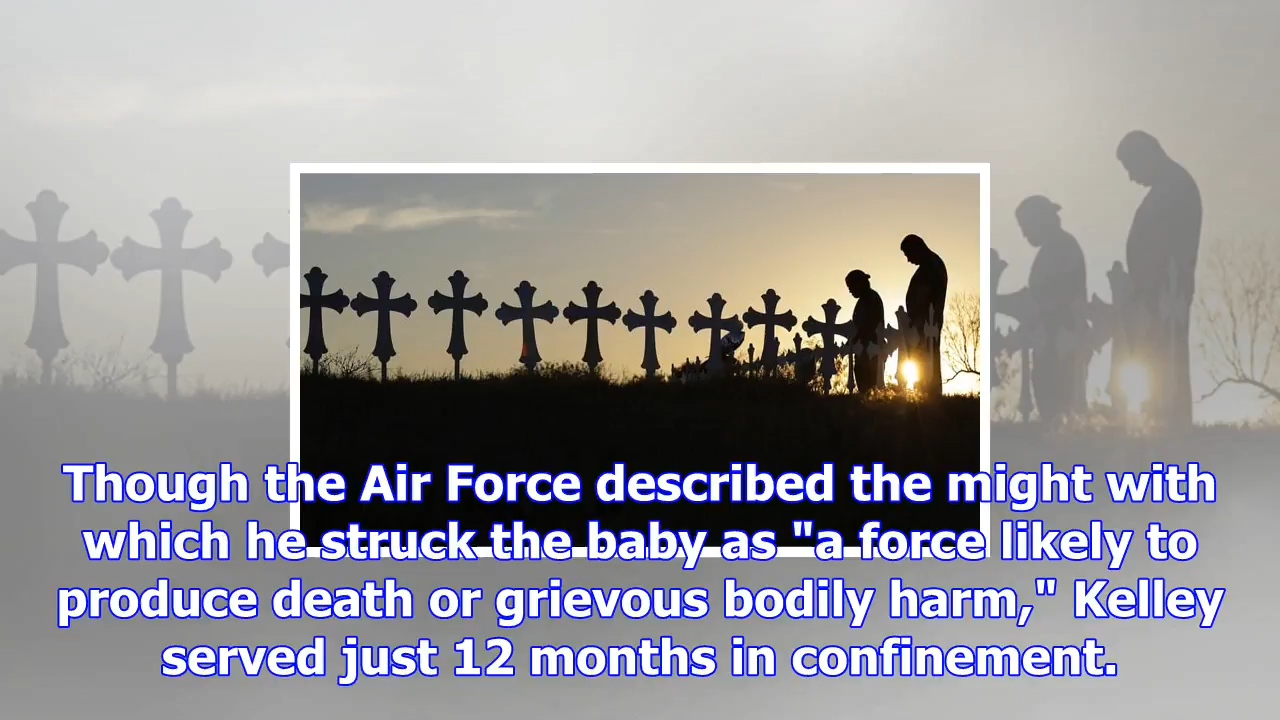 Though the Air Force described the might with
which he struck the baby as "a force likely to
produce death or grievous bodily harm," Kelley
served just 12 months in confinement.